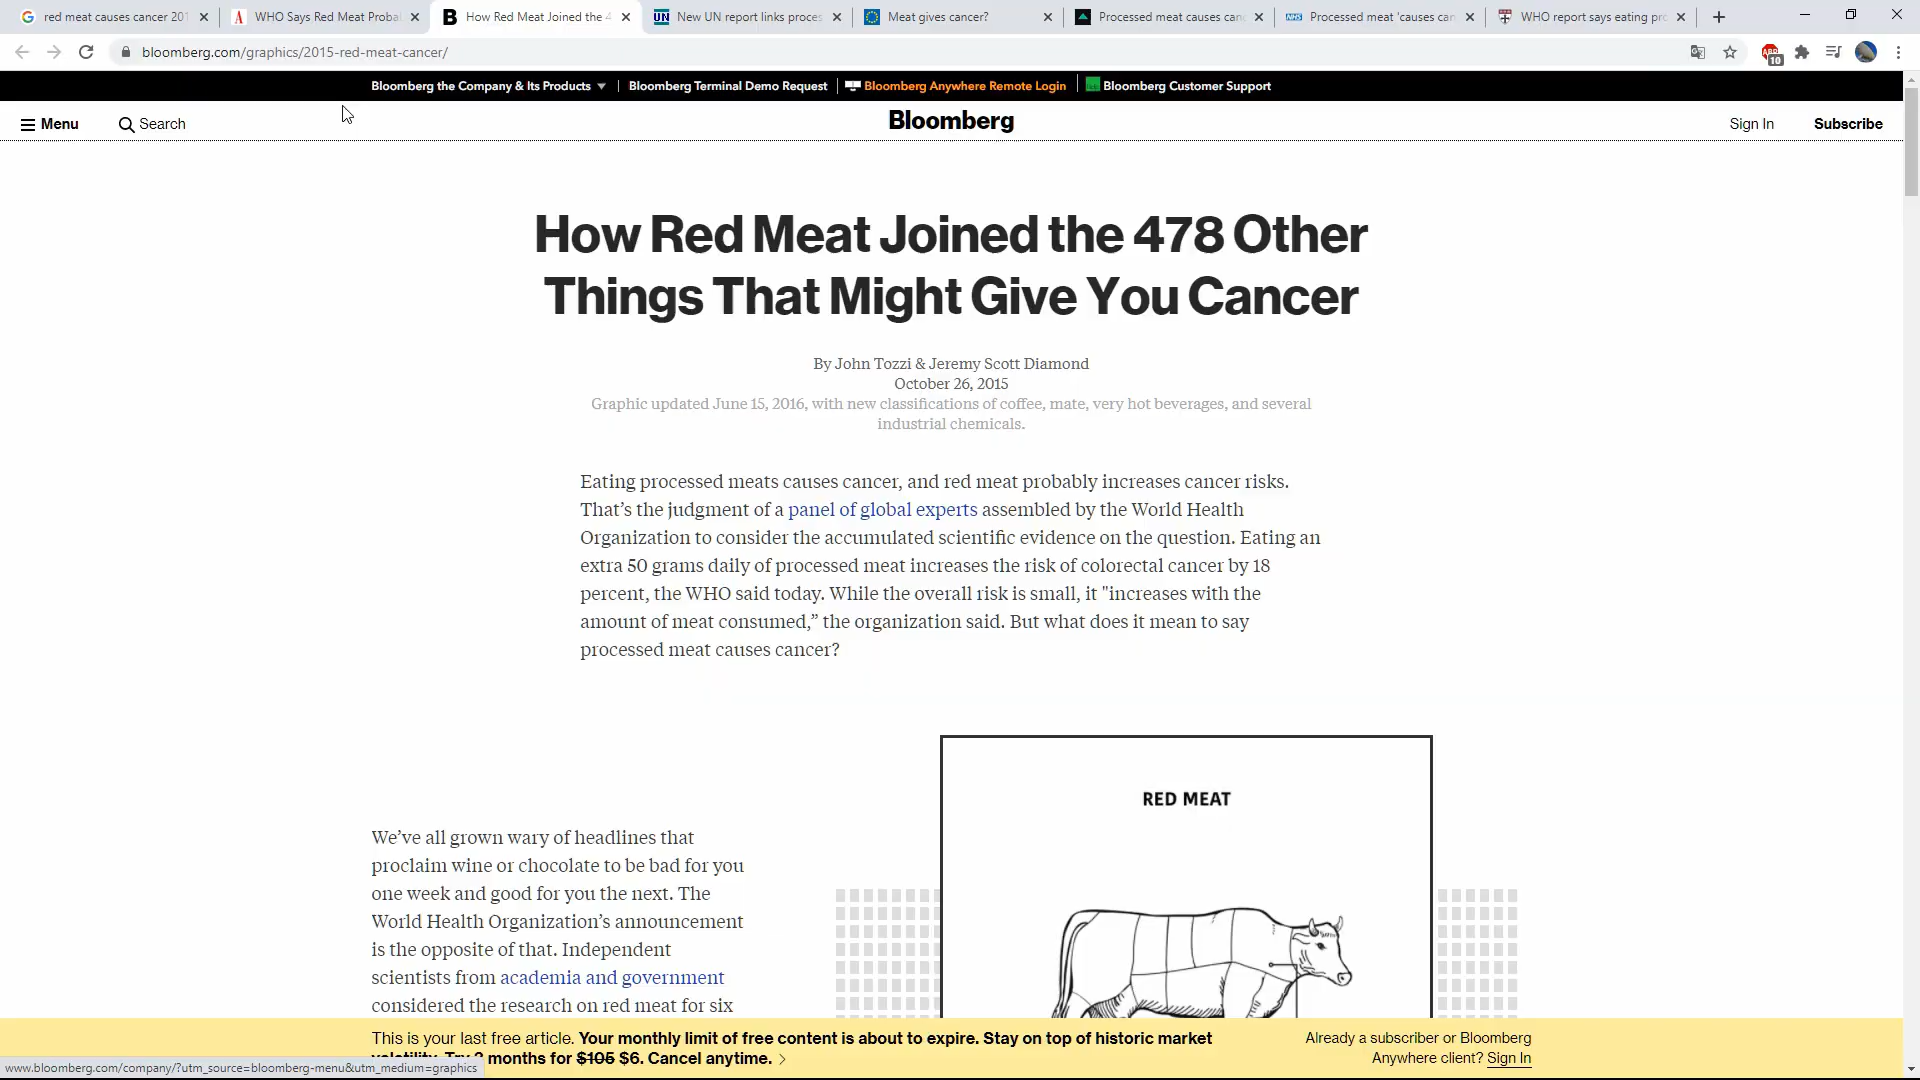 red meat causes cancer 201
WHO Says Red Meat Probal
How Red Meat Joined the 4
New UN report links proces
Meat gives cancer?
Processed meat causes can
Processed meat 'causes can
WHO report says eating pro
bloomberg.com/graphics/2015-red-meat-cancer/
ABP
10
Bloomberg the Company & Its Products
Bloomberg Terminal Demo Request
Bloomberg Anywhere Remote Login
Bloomberg Customer Support
Menu
Search
Bloomberg
Sign In
Subscribe
How Red Meat Joined the 478 Other
Things That Might Give You Cancer
By John Tozzi & Jeremy Scott Diamond
October 26, 2015
Graphic updated June 15, 2016, with new classifications of coffee, mate, very hot beverages, and several
industrial chemicals.
Eating processed meats causes cancer, and red meat probably increases cancer risks.
That’s the judgment of a panel of global experts assembled by the World Health
Organization to consider the accumulated scientific evidence on the question. Eating an
extra 50 grams daily of processed meat increases the risk of colorectal cancer by 18
percent, the WHO said today. While the overall risk is small, it "increases with the
amount of meat consumed,” the organization said. But what does it mean to say
processed meat causes cancer?
RED MEAT
We’ve all grown wary of headlines that
proclaim wine or chocolate to be bad for you
one week and good for you the next. The
World Health Organization’s announcement
is the opposite of that. Independent
scientists from academia and government
considered the research on red meat for six
This is your last free article. Your monthly limit of free content is about to expire. Stay on top of historic market
months for $105 $6. Cancel anytime.
Already a subscriber or Bloomberg
Anywhere client? Sign In
www.bloomberg.com/company/?utm_source=bloomberg-menu&utm_medium=graphics